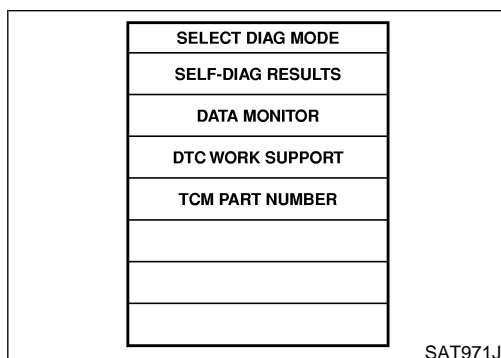 SELECT DIAG MODE
SELF-DIAG RESULTS
DATA MONITOR
DTC WORK SUPPORT
TCM PART NUMBER
SAT971J